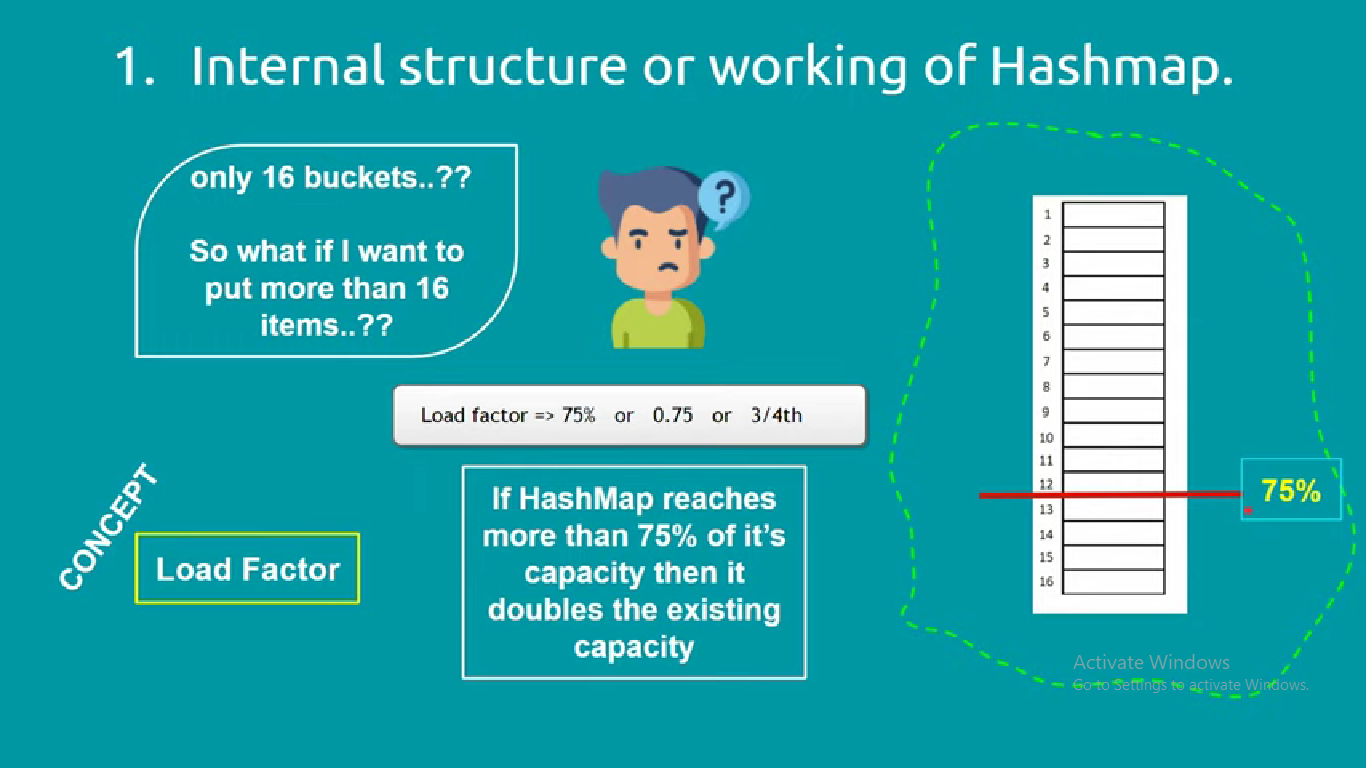 1. Internal structure or working of Hashmap.
only 16 buckets..??
So what if I want to
put more than 16
items..??
?
Load factor => 75% or 0.75 or 3/4th
CONCEPT
Load Factor
If HashMap reaches
more than 75% of it's
capacity then it
doubles the existing
capacity
1
2
3
4
5
6
7
8
9
10
11
12
13
14
15
16
75%
Activate Windows
Go to Settings to activate Windows.